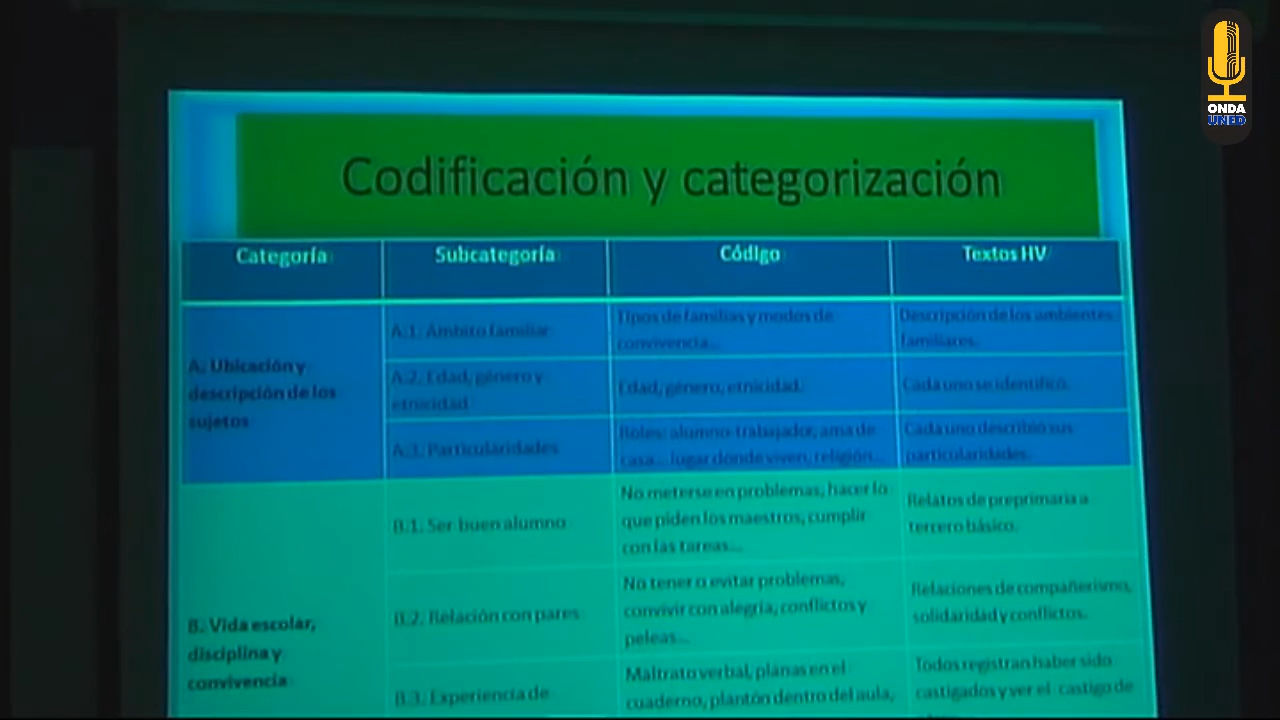 ONDA
UNED
Codificación y categorización
Categoría
Subcategoría
Código
Textos HV
A. Ubicación y
descripción de los
sujetos
A.1. Ámbito familiar
Tipos de familias y modos de
convivencia...
Descripción de los ambientes
familiares.
A.2. Edad, género y
etnicidad
Edad, género, etnicidad.
Cada uno se identificó.
A.3. Particularidades
Roles: alumno-trabajador, ama de
casa... lugar donde viven, religión...
Cada uno describió sus
particularidades.
B. Vida escolar,
disciplina y
convivencia
B.1. Ser buen alumno
No meterse en problemas, hacer lo
que piden los maestros, cumplir
con las tareas...
Relatos de preprimaria a
tercero básico.
B.2. Relación con pares
No tener o evitar problemas,
convivir con alegría, conflictos y
peleas...
Relaciones de compañerismo,
solidaridad y conflictos.
B.3. Experiencia de
Maltrato verbal, planas en el
cuaderno, plantón dentro del aula,
Todos registran haber sido
castigados y ver el castigo de